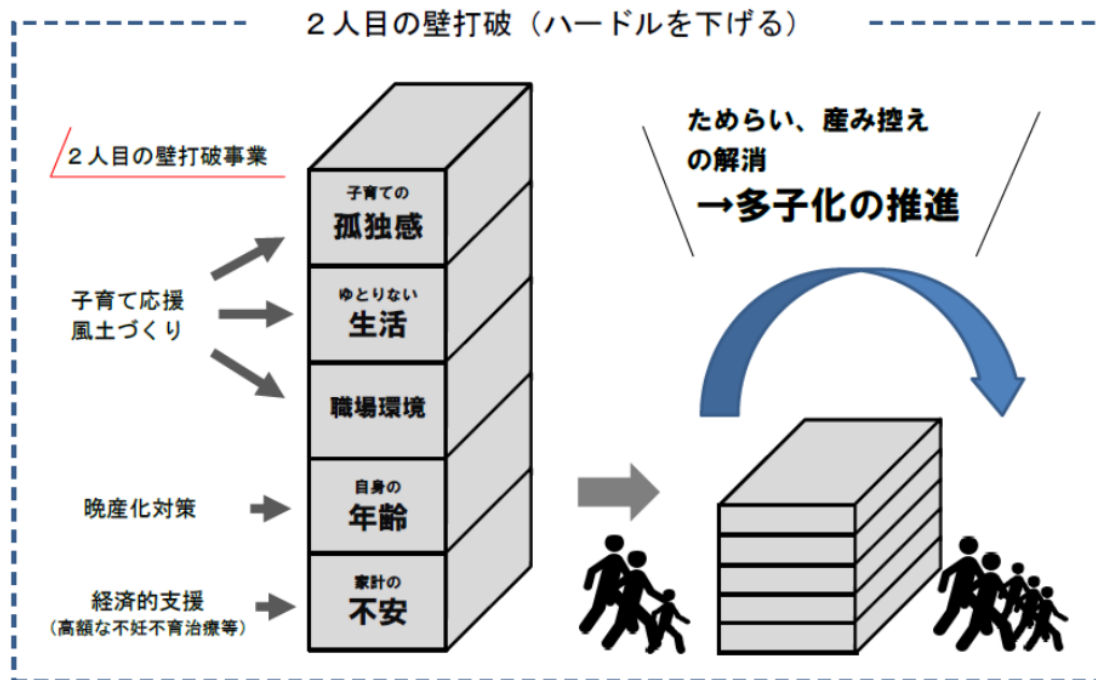 ２人目の壁打破（ハードルを下げる）
２人目の壁打破事業
子育て応援
風土づくり
晩産化対策
経済的支援
（高額な不妊不育治療等）
子育ての
孤独感
ゆとりない
生活
職場環境
自身の
年齢
家計の
不安
ためらい、産み控え
の解消
→多子化の推進